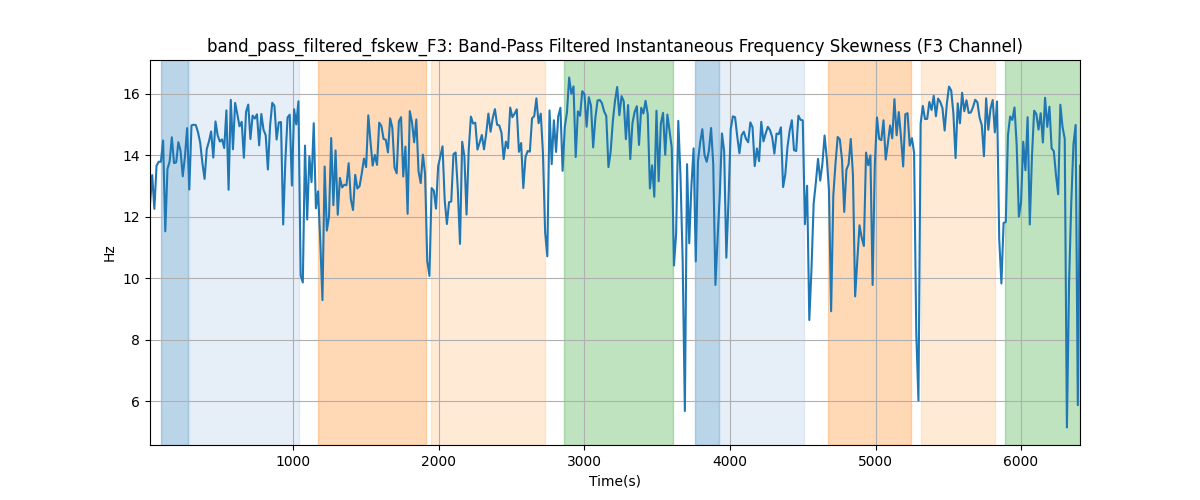 band_pass_filtered_fskew_F3: Band-Pass Filtered Instantaneous Frequency Skewness (F3 Channel)
16
14
12
10
8
6
Hz
1000 2000 3000 4000 5000 6000
Time(s)